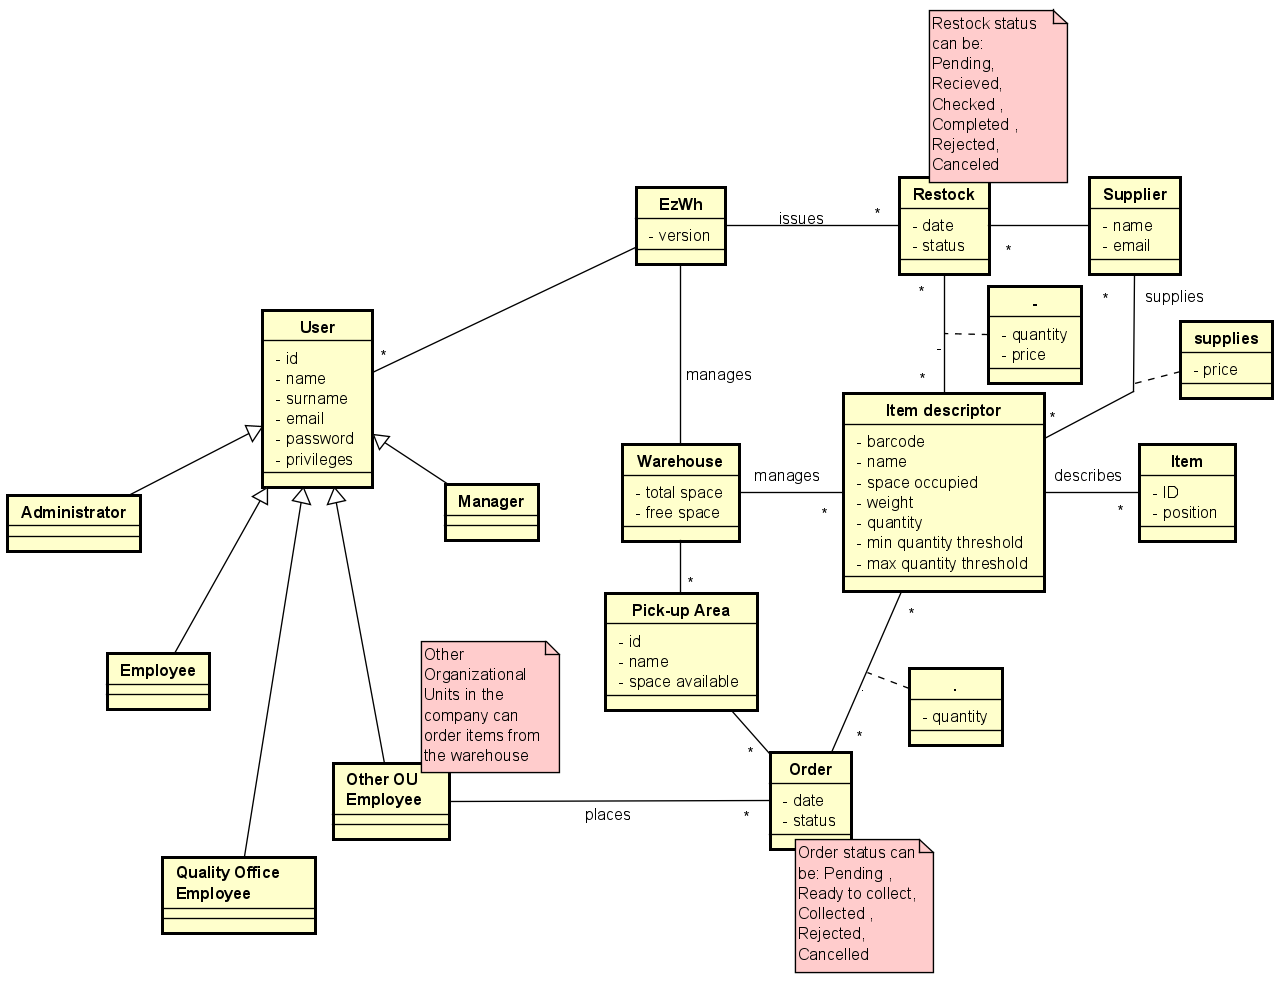 Restock status
can be:
Pending,
Recieved,
Checked ,
Completed ,
Rejected,
Canceled
EzWh
- version
issues
*
Restock
- date
- status
*
*
Supplier
- name
- email
*
supplies
-
- quantity
- price
-
*
supplies
- price
*
User
- id
- name
- surname
- email
- password
- privileges
*
manages
Item descriptor
- barcode
- name
- space occupied
- weight
- quantity
- min quantity threshold
- max quantity threshold
Warehouse
- total space
- free space
manages
*
describes
*
Item
- ID
- position
Administrator
Manager
*
Pick-up Area
- id
- name
- space available
*
*
.
- quantity
.
*
Employee
Other
Organizational
Units in the
company can
order items from
the warehouse
Other OU
Employee
places
*
Order
- date
- status
Order status can
be: Pending ,
Ready to collect,
Collected ,
Rejected,
Cancelled
Quality Office
Employee